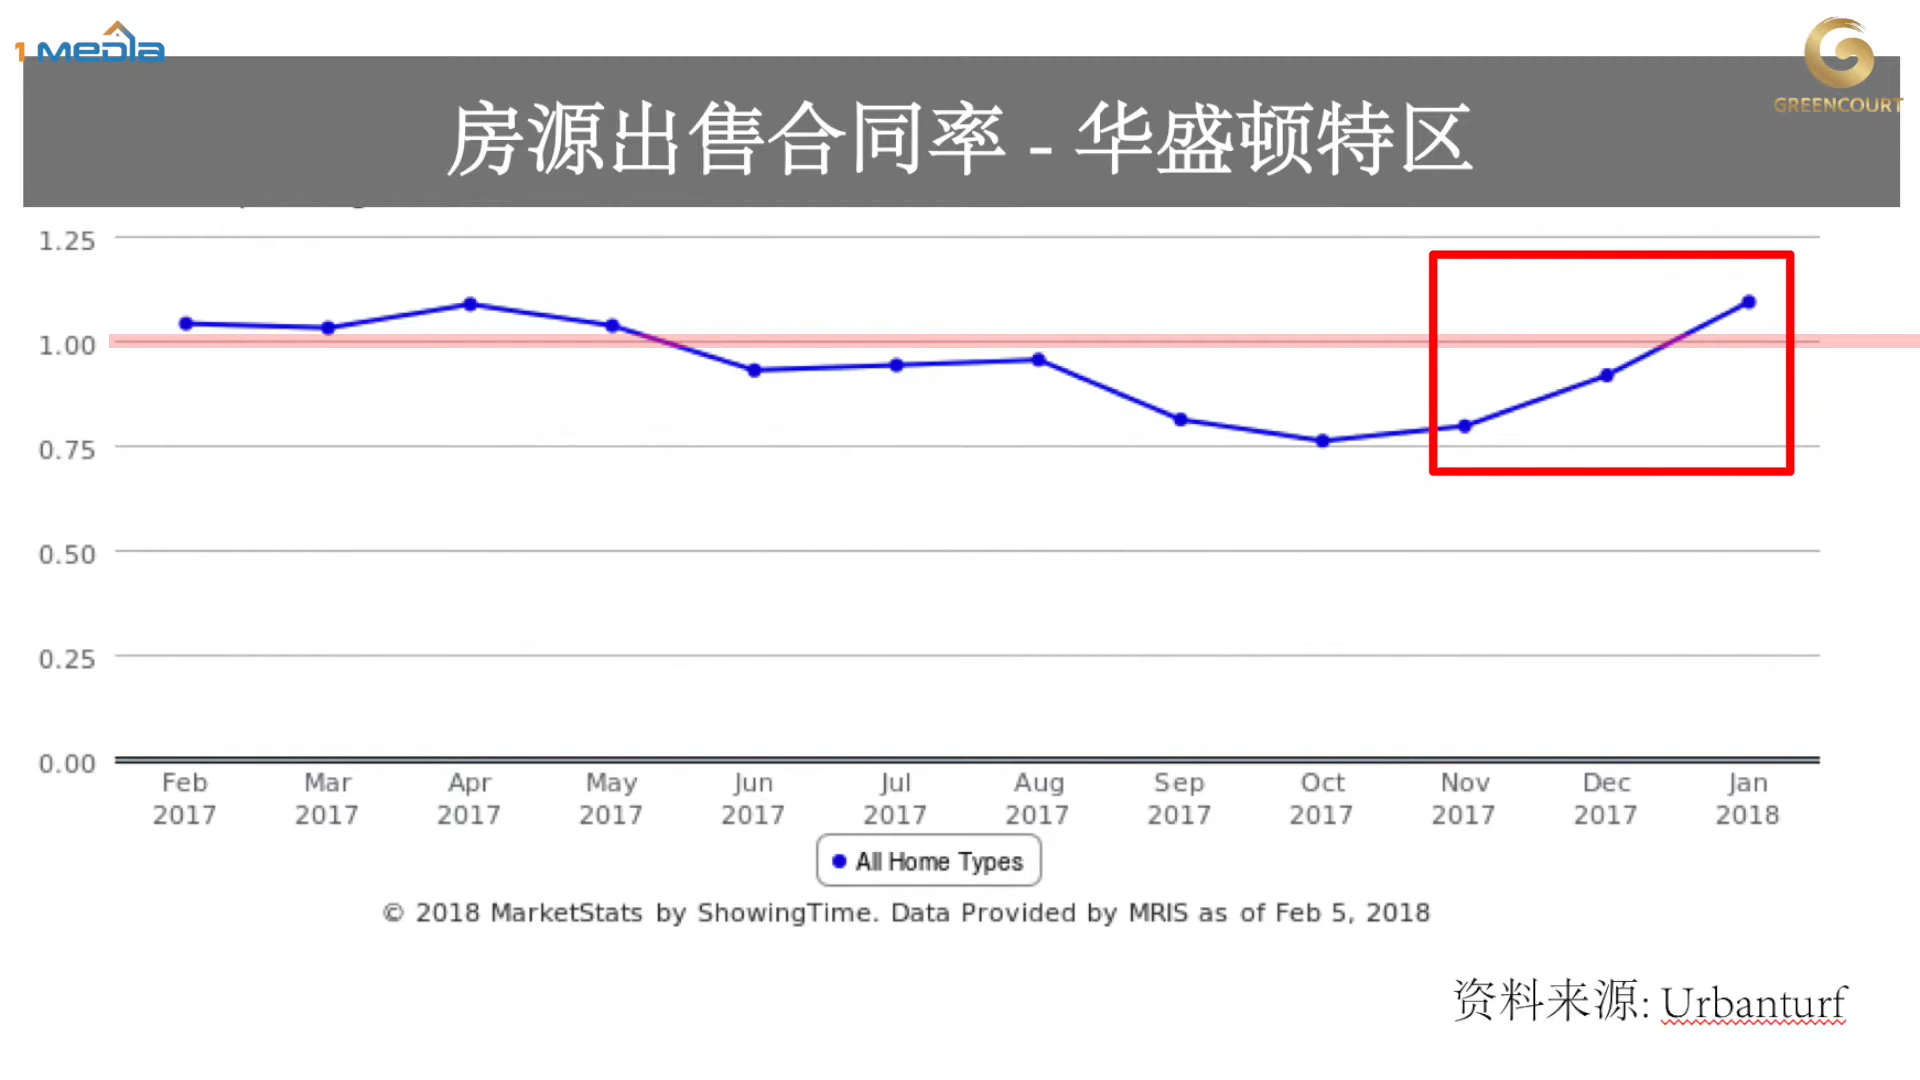 1 MEDIA
GREENCOURT
房源出售合同率 - 华盛顿特区
1.25
1.00
0.75
0.50
0.25
0.00
Feb Mar Apr May Jun Jul Aug Sep Oct Nov Dec Jan
2017 2017 2017 2017 2017 2017 2017 2017 2017 2017 2017 2018
All Home Types
© 2018 MarketStats by ShowingTime. Data Provided by MRIS as of Feb 5, 2018
资料来源: Urbanturf